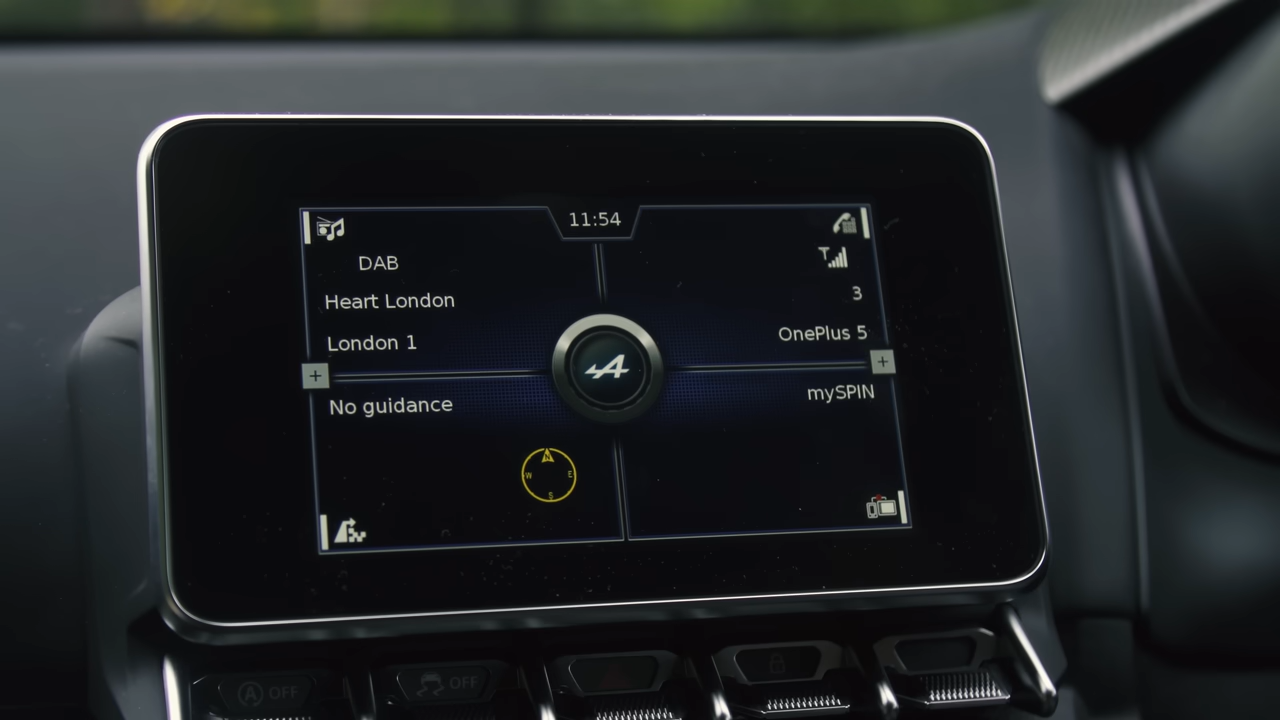 11:54
DAB
Heart London
London 1
3
OnePlus 5
No guidance
mySPIN
N
W E
S
A OFF
OFF